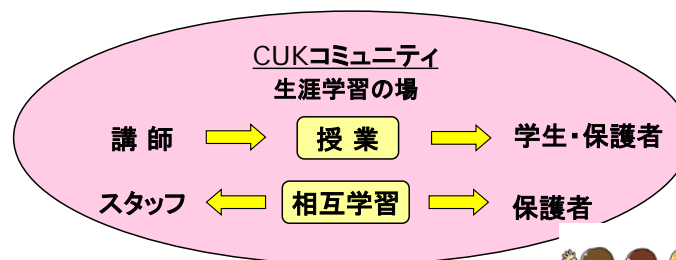 CUKコミュニティ
生涯学習の場
講 師 授 業 学生・保護者
スタッフ 相互学習 保護者